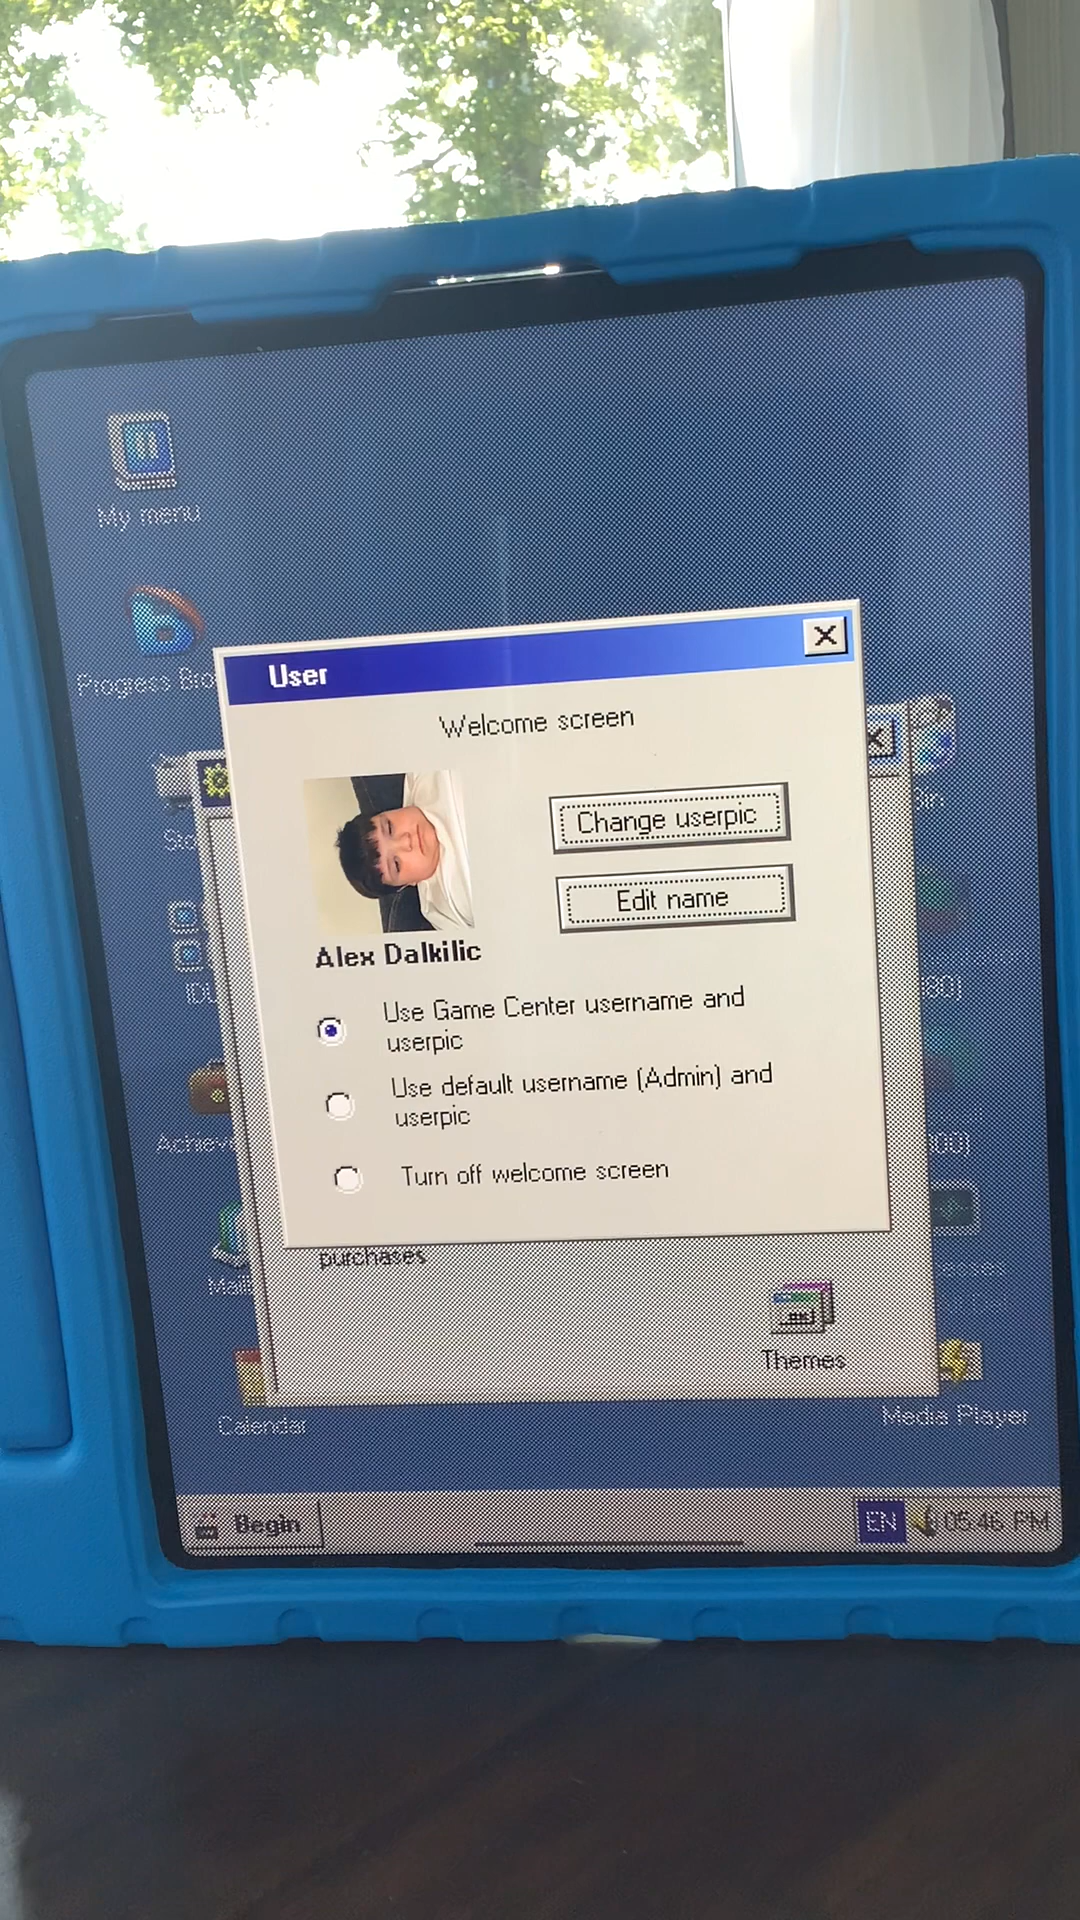 My menu
Progress
User
Welcome screen
Change userpic
Edit name
Alex Dalkilic
Use Game Center username and
userpic
Use default username (Admin) and
userpic
Turn off welcome screen
purchases
Themes
Calendar
Media Player
Begin
EN
05:46 PM